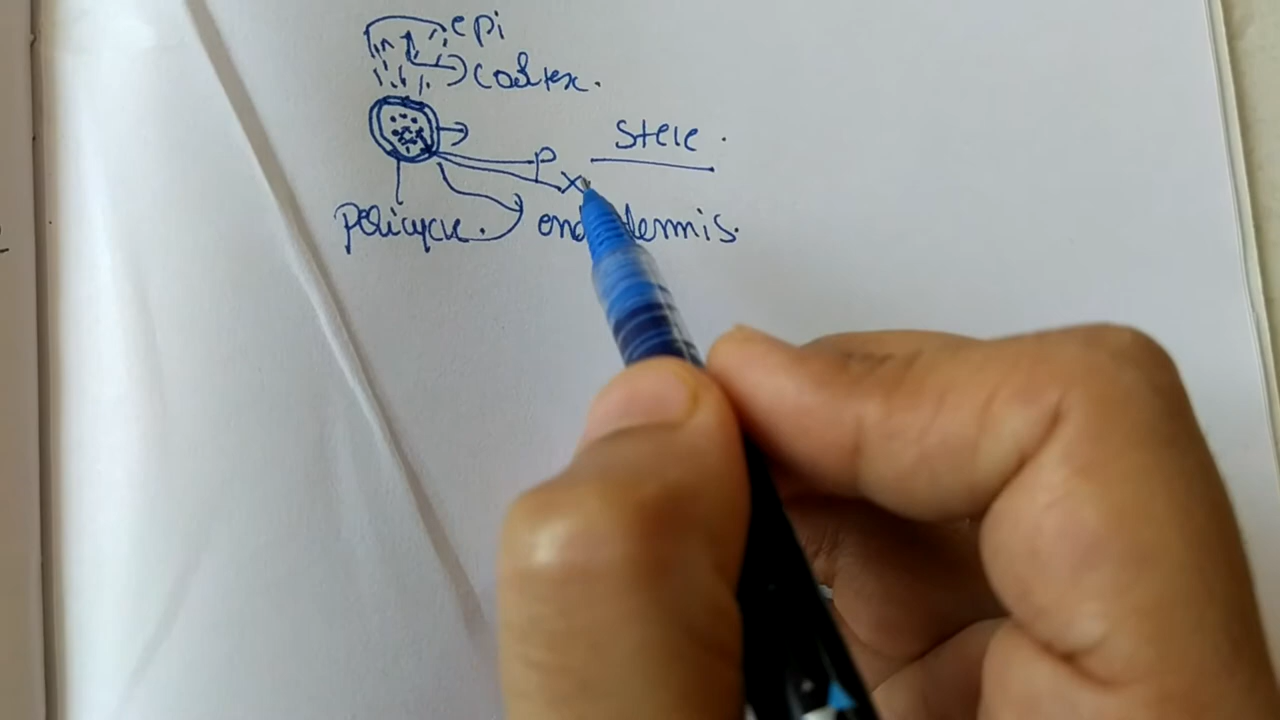 epi
cortex.
Stele.
P
x
pericycle. endodermis.